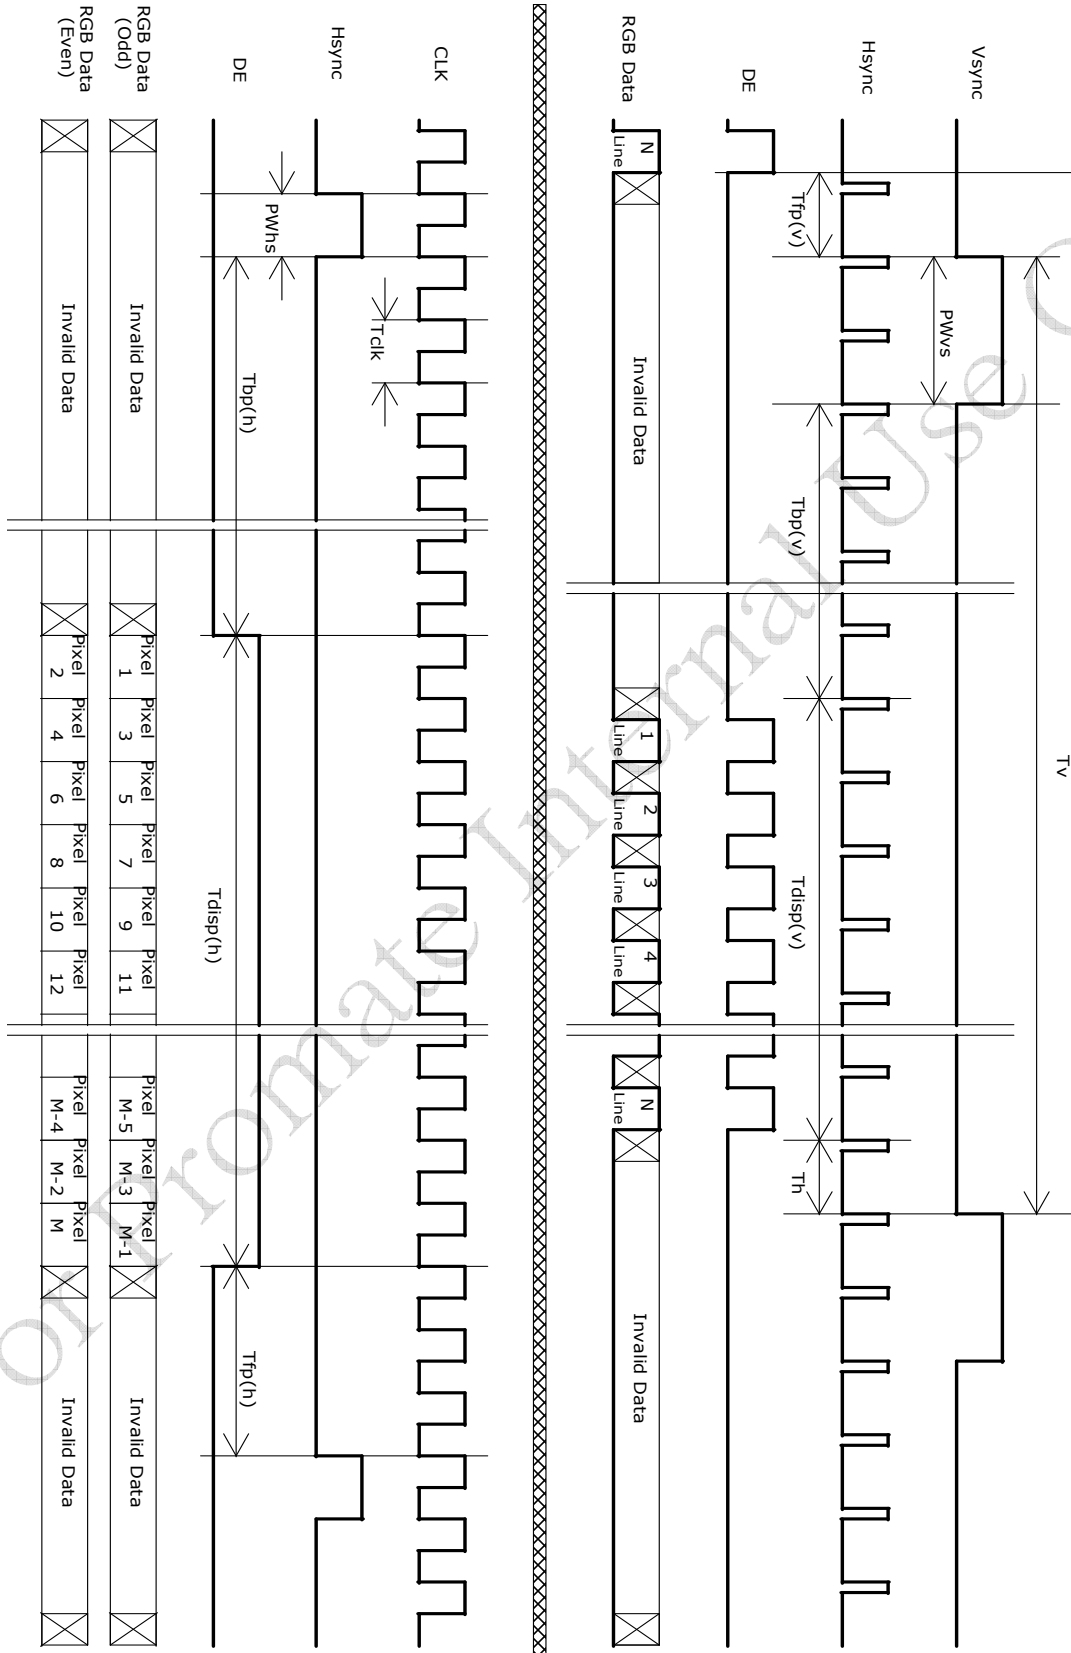 Tv
Vsync
PWvs
Hsync
Tfp(v)
Tbp(v)
Tdisp(v)
Th
DE
RGB Data
N
Line
Invalid Data
1
Line
2
Line
3
Line
4
Line
N
Line
Invalid Data
CLK
Tclk
Hsync
PWhs
DE
Tbp(h)
Tdisp(h)
Tfp(h)
RGB Data
(Odd)
Invalid Data
Pixel
1
Pixel
3
Pixel
5
Pixel
7
Pixel
9
Pixel
11
Pixel
M-5
Pixel
M-3
Pixel
M-1
Invalid Data
RGB Data
(Even)
Invalid Data
Pixel
2
Pixel
4
Pixel
6
Pixel
8
Pixel
10
Pixel
12
Pixel
M-4
Pixel
M-2
Pixel
M
Invalid Data
or Promate Internal Use O